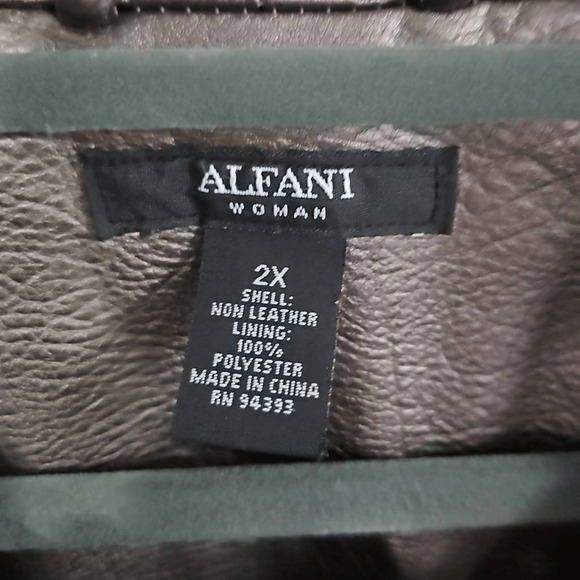 ALFANI
WOMAN
2X
SHELL:
NON LEATHER
LINING:
100%
POLYESTER
MADE IN CHINA
RN 94393